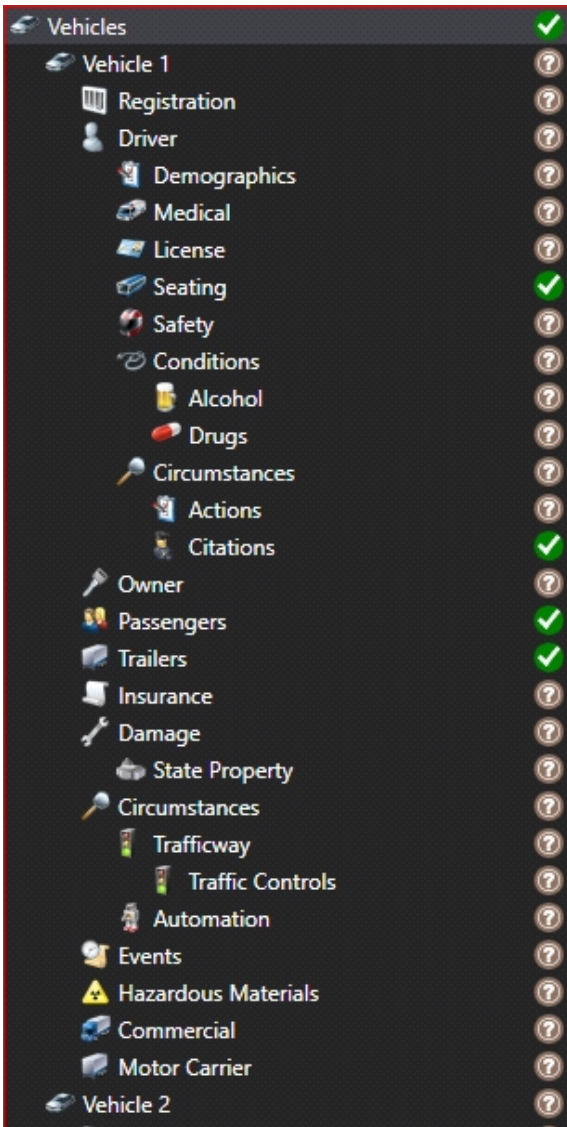 Vehicles
Vehicle 1
Registration
Driver
Demographics
Medical
License
Seating
Safety
Conditions
Alcohol
Drugs
Circumstances
Actions
Citations
Owner
Passengers
Trailers
Insurance
Damage
State Property
Circumstances
Trafficway
Traffic Controls
Automation
Events
Hazardous Materials
Commercial
Motor Carrier
Vehicle 2